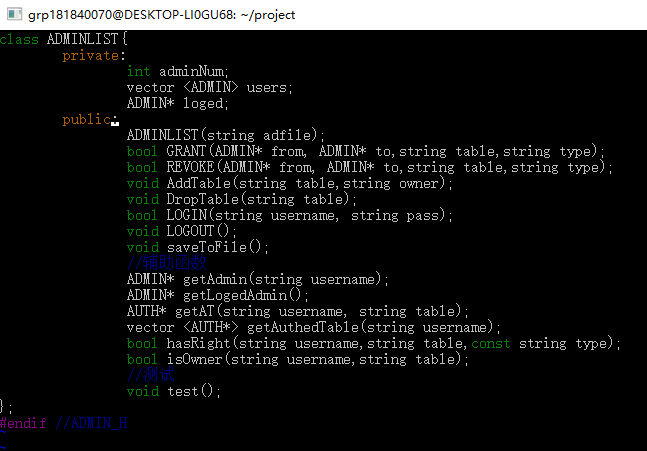 grp181840070@DESKTOP-LI0GU68: ~/project
class ADMINLIST{
private:
int adminNum;
vector <ADMIN> users;
ADMIN* loged;
public:
ADMINLIST(string adfile);
bool GRANT(ADMIN* from, ADMIN* to,string table,string type);
bool REVOKE(ADMIN* from, ADMIN* to,string table,string type);
void AddTable(string table,string owner);
void DropTable(string table);
bool LOGIN(string username, string pass);
void LOGOUT();
void saveToFile();
//辅助函数
ADMIN* getAdmin(string username);
ADMIN* getLogedAdmin();
AUTH* getAT(string username, string table);
vector <AUTH*> getAuthedTable(string username);
bool hasRight(string username,string table,const string type);
bool isOwner(string username,string table);
//测试
void test();
};
#endif //ADMIN_H
~
~